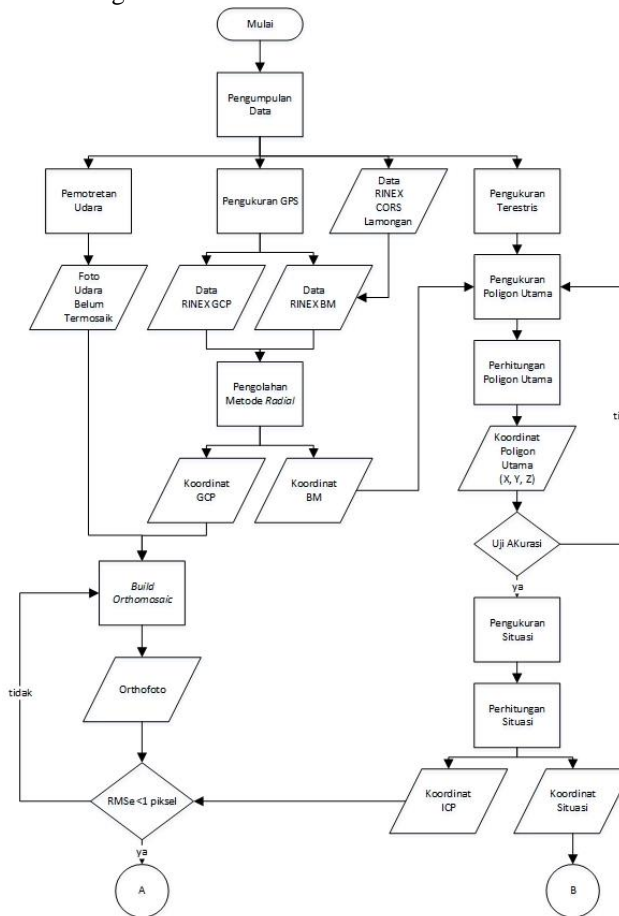 Mulai
Pengumpulan
Data
Pemotretan
Udara
Pengukuran GPS
Data
RINEX
CORS
Lamongan
Pengukuran
Terestris
Foto
Udara
Belum
Termosaik
Data
RINEX GCP
Data
RINEX BM
Pengukuran
Poligon Utama
Pengolahan
Metode Radial
Perhitungan
Poligon Utama
Koordinat
GCP
Koordinat
BM
Koordinat
Poligon
Utama
(X, Y, Z)
Uji AKurasi
ya
Build
Orthomosaic
Pengukuran
Situasi
tidak
Orthofoto
Perhitungan
Situasi
RMSe <1 piksel
Koordinat
ICP
Koordinat
Situasi
ya
A
B